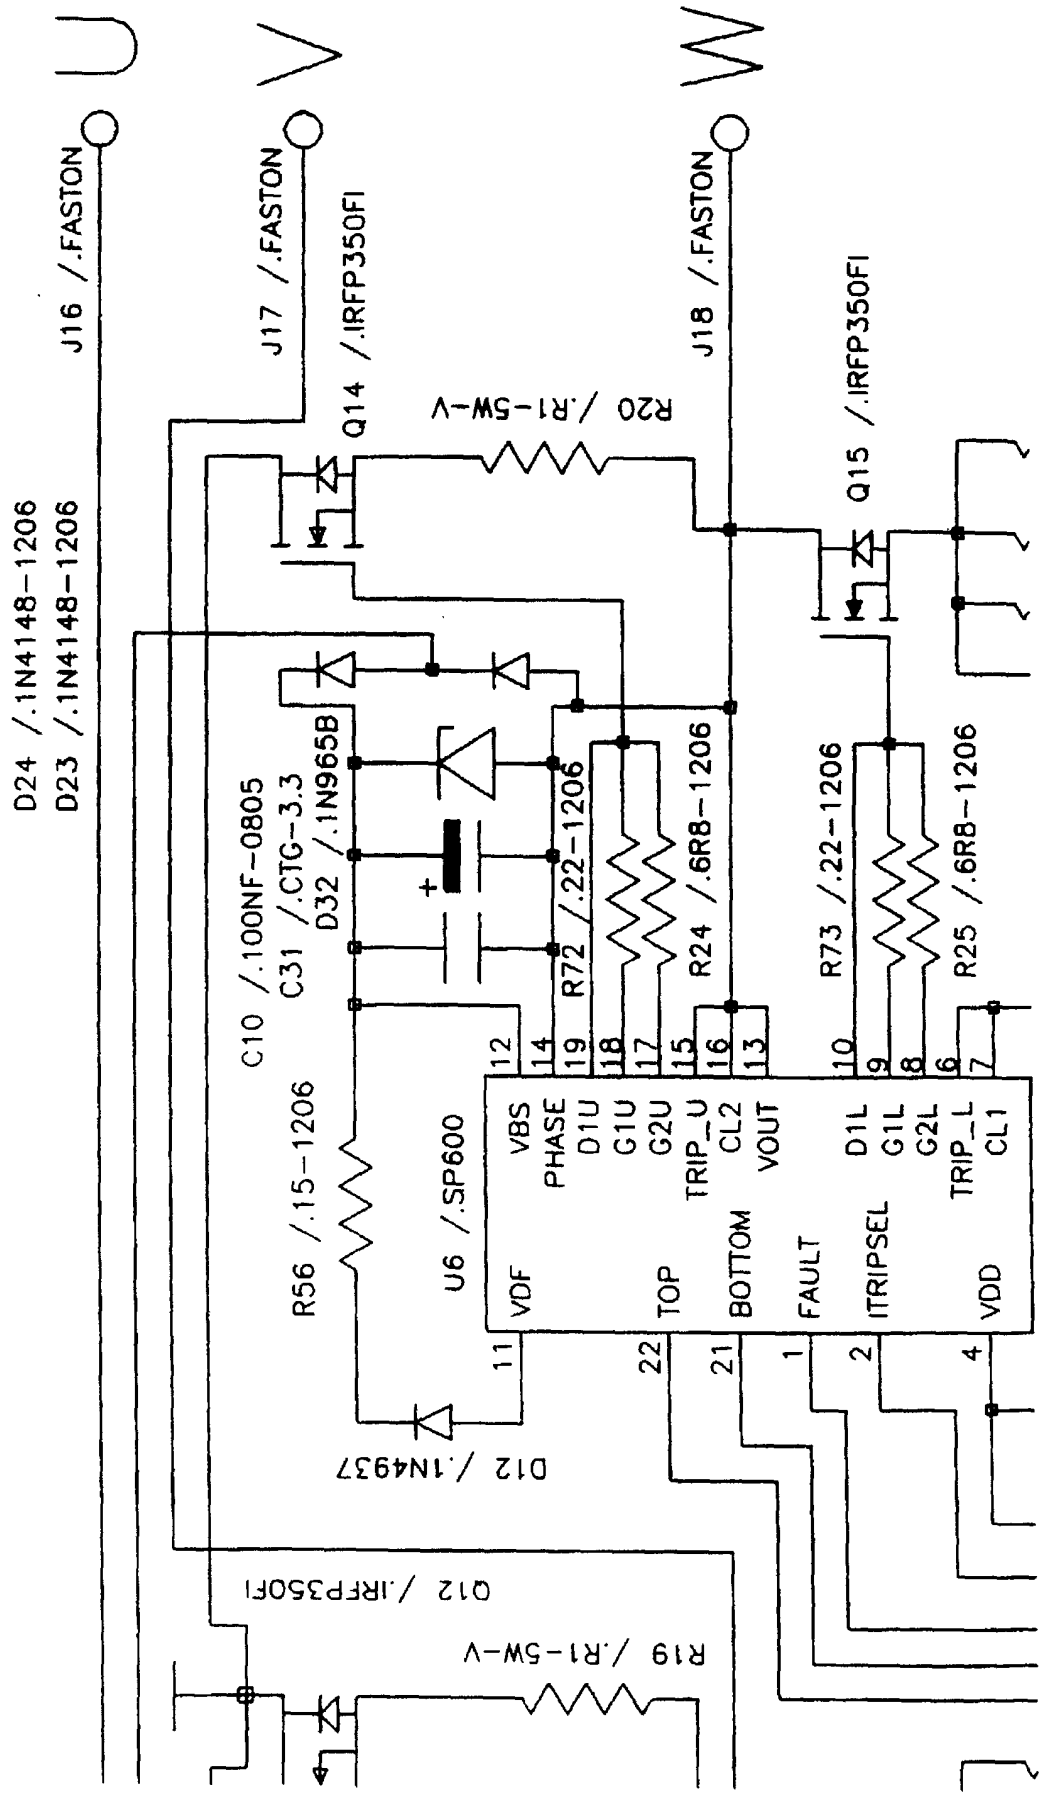 U
V
W
J16 /.FASTON
J17 /.FASTON
J18 /.FASTON
D24 /.1N4148-1206
D23 /.1N4148-1206
Q14 /.IRFP350FI
R20 /.R1-5W-V
Q15 /.IRFP350FI
C10 /.100NF-0805
C31 /.CTG-3.3
D32 /.1N965B
+
R72 /.22-1206
R24 /.6R8-1206
R73 /.22-1206
R25 /.6R8-1206
R56 /.15-1206
U6 /.SP600
12 VBS
14 PHASE
19 D1U
18 G1U
17 G2U
15 TRIP_U
16 CL2
13 VOUT
10 D1L
9 G1L
8 G2L
6 TRIP_L
7 CL1
VDF 11
TOP 22
BOTTOM 21
FAULT 1
ITRIPSEL 2
VDD 4
D12 /.1N4937
Q12 /.IRFP350FI
R19 /.R1-5W-V